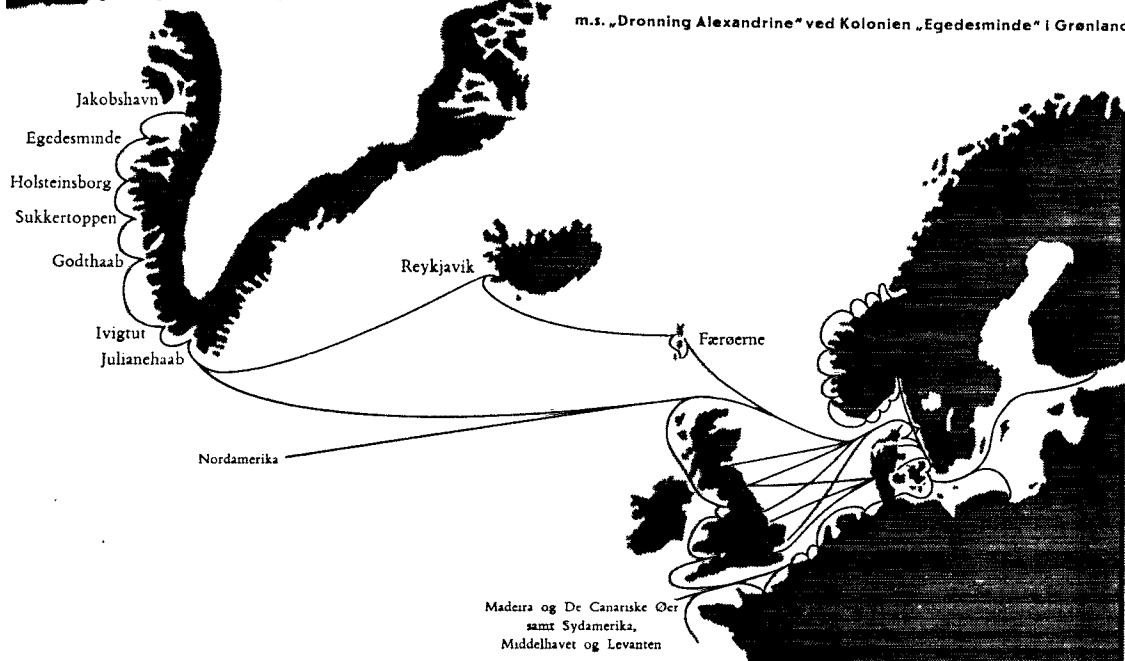 m.s. „Dronning Alexandrine" ved Kolonien „Egedesminde" i Grønland
Jakobshavn
Egedesminde
Holsteinsborg
Sukkertoppen
Godthaab
Ivigtut
Julianehaab
Reykjavik
Færøerne
Nordamerika
Madeira og De Canariske Øer
samt Sydamerika,
Middelhavet og Levanten